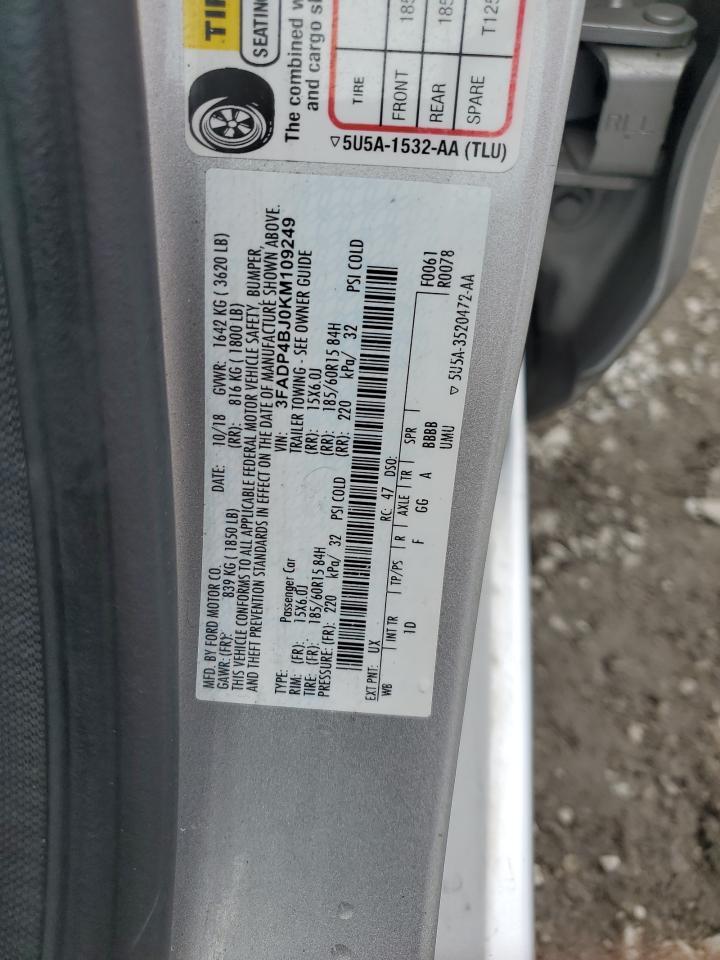 TIR
SEATING
The combined w
and cargo s
TIRE
FRONT 185
REAR 185
SPARE T125
▽5U5A-1532-AA (TLU)
MFD. BY FORD MOTOR CO.
DATE: 10/18 GVWR: 1642 KG ( 3620 LB)
GAWR: (FR): 839 KG ( 1850 LB) (RR): 816 KG ( 1800 LB)
THIS VEHICLE CONFORMS TO ALL APPLICABLE FEDERAL MOTOR VEHICLE SAFETY, BUMPER,
AND THEFT PREVENTION STANDARDS IN EFFECT ON THE DATE OF MANUFACTURE SHOWN ABOVE.
VIN: 3FADP4BJ0KM109249
TYPE: Passenger Car TRAILER TOWING - SEE OWNER GUIDE
RIM: (FR): 15X6.0J (RR): 15X6.0J
TIRE: (FR): 185/60R15 84H (RR): 185/60R15 84H
PRESSURE:(FR): 220 kPa/ 32 PSI COLD (RR): 220 kPa/ 32 PSI COLD
EXT PNT: UX RC: 47 DSO: F0061
WB INT TR TP/PS R AXLE TR SPR R0078
1D F GG A BBBB
UMU
▽ 5U5A-3520472-AA
RLL